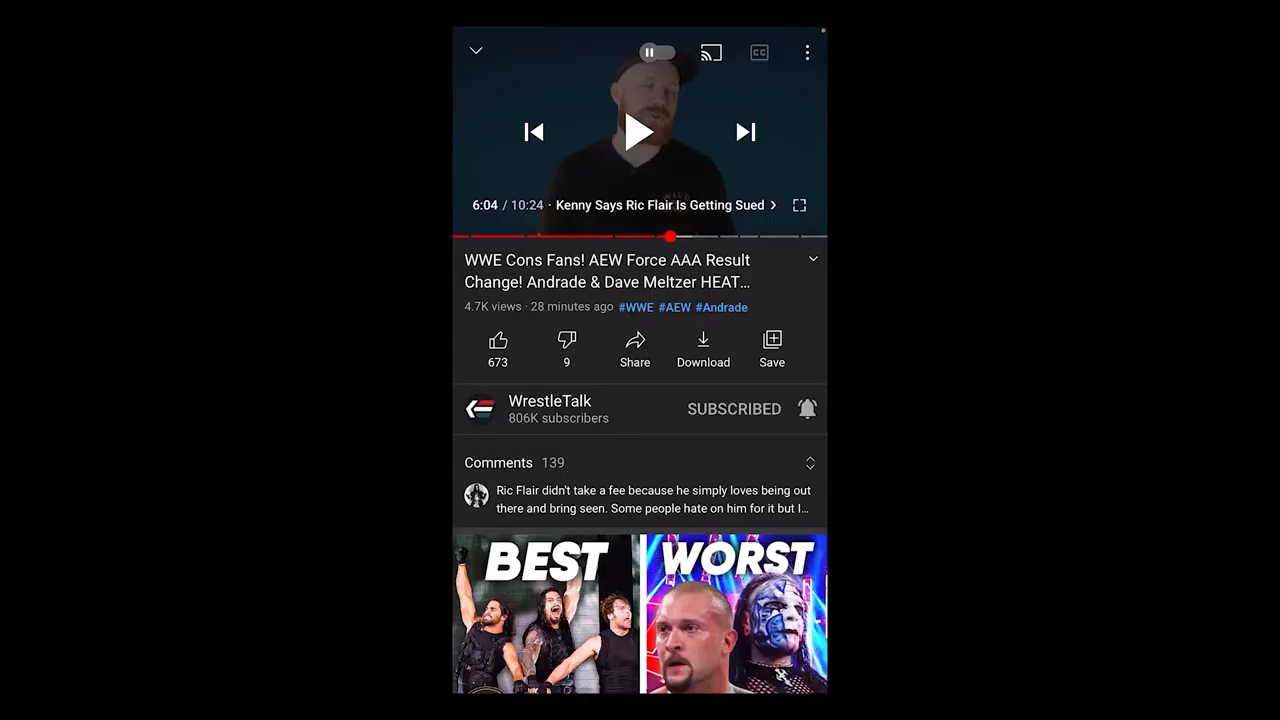 CC
6:04 / 10:24 · Kenny Says Ric Flair Is Getting Sued
WWE Cons Fans! AEW Force AAA Result
Change! Andrade & Dave Meltzer HEAT...
4.7K views · 28 minutes ago #WWE #AEW #Andrade
673 9 Share Download Save
WrestleTalk
806K subscribers
SUBSCRIBED
Comments 139
Ric Flair didn't take a fee because he simply loves being out
there and bring seen. Some people hate on him for it but I...
BEST WORST